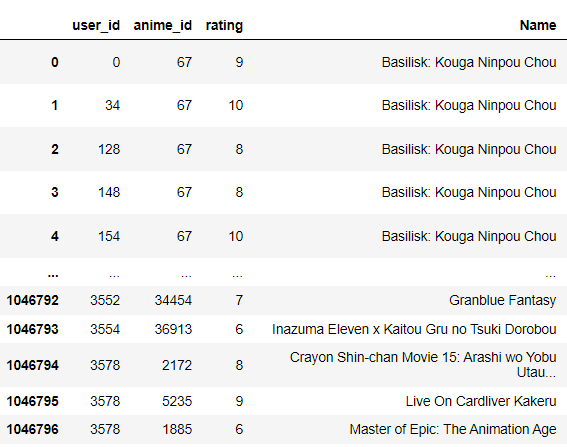 user_id anime_id rating Name
0 0 67 9 Basilisk: Kouga Ninpou Chou
1 34 67 10 Basilisk: Kouga Ninpou Chou
2 128 67 8 Basilisk: Kouga Ninpou Chou
3 148 67 8 Basilisk: Kouga Ninpou Chou
4 154 67 10 Basilisk: Kouga Ninpou Chou
... ... ... ... ...
1046792 3552 34454 7 Granblue Fantasy
1046793 3554 36913 6 Inazuma Eleven x Kaitou Gru no Tsuki Dorobou
1046794 3578 2172 8 Crayon Shin-chan Movie 15: Arashi wo Yobu
Utau...
1046795 3578 5235 9 Live On Cardliver Kakeru
1046796 3578 1885 6 Master of Epic: The Animation Age